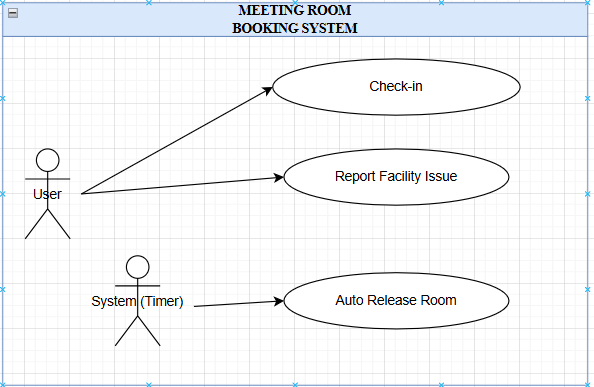 MEETING ROOM
BOOKING SYSTEM
Check-in
Report Facility Issue
User
System (Timer)
Auto Release Room